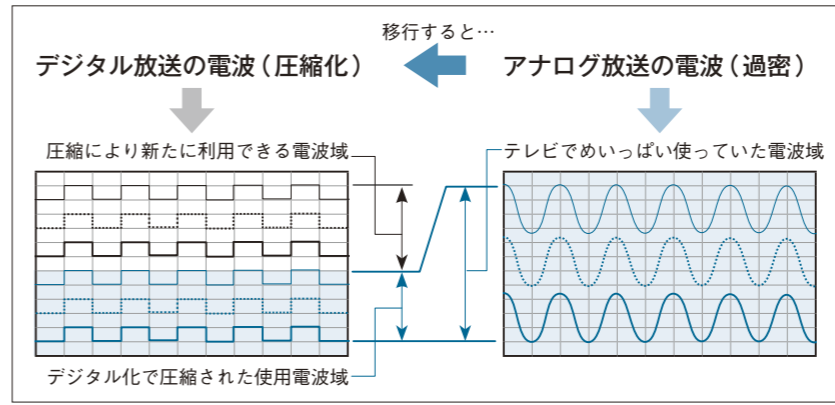 移行すると…
デジタル放送の電波（圧縮化）
アナログ放送の電波（過密）
圧縮により新たに利用できる電波域
テレビでめいっぱい使っていた電波域
デジタル化で圧縮された使用電波域